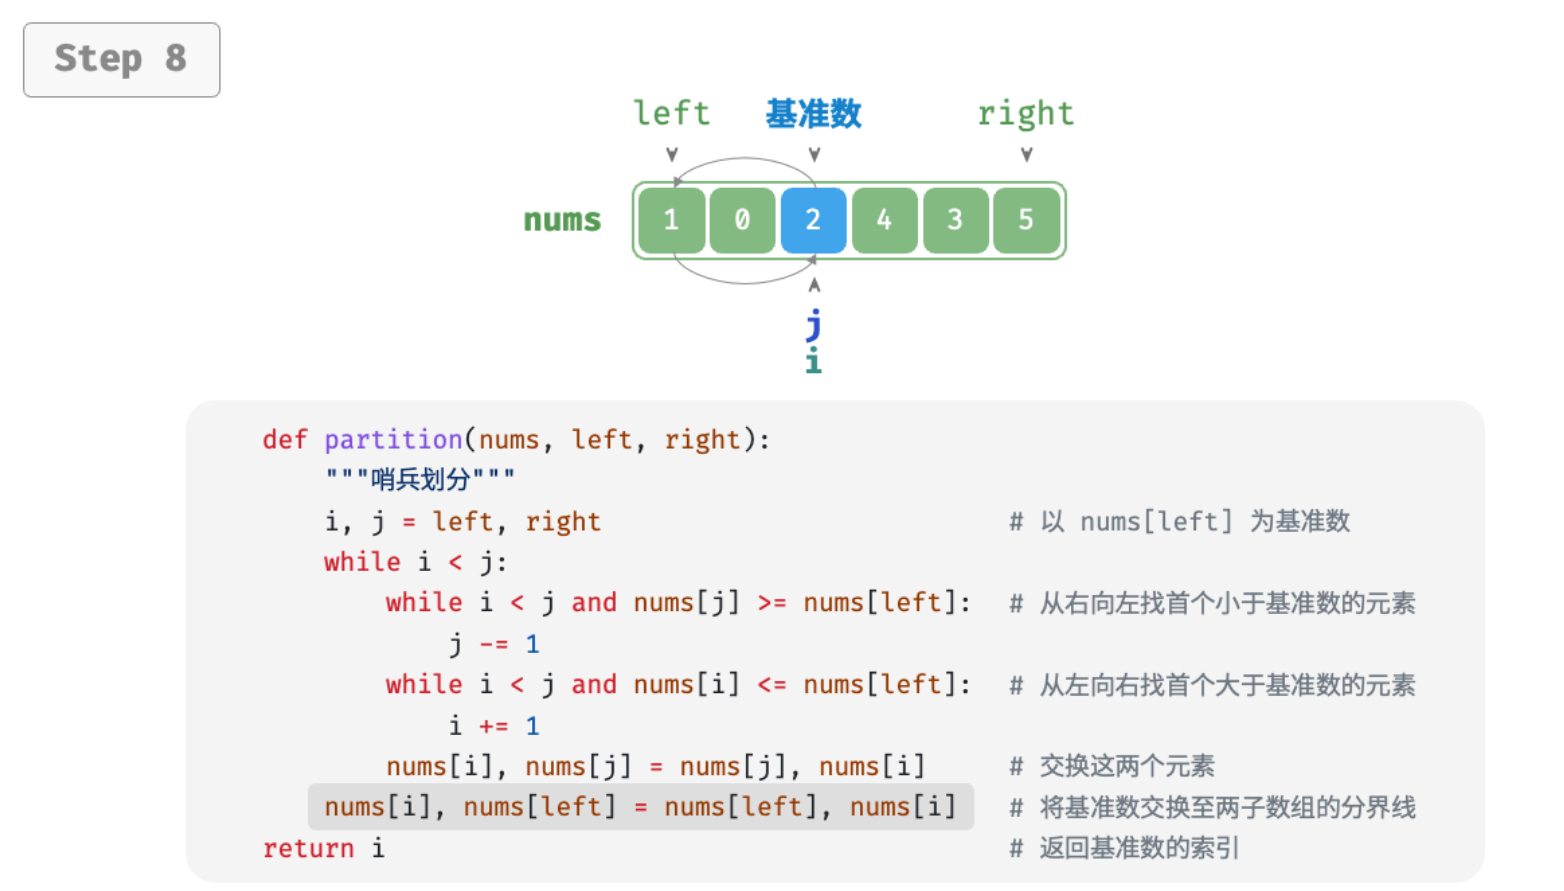 Step 8
left 基准数 right
nums 1 0 2 4 3 5
j
i
def partition(nums, left, right):
"""哨兵划分"""
i, j = left, right # 以 nums[left] 为基准数
while i < j:
while i < j and nums[j] >= nums[left]: # 从右向左找首个小于基准数的元素
j -= 1
while i < j and nums[i] <= nums[left]: # 从左向右找首个大于基准数的元素
i += 1
nums[i], nums[j] = nums[j], nums[i] # 交换这两个元素
nums[i], nums[left] = nums[left], nums[i] # 将基准数交换至两子数组的分界线
return i # 返回基准数的索引